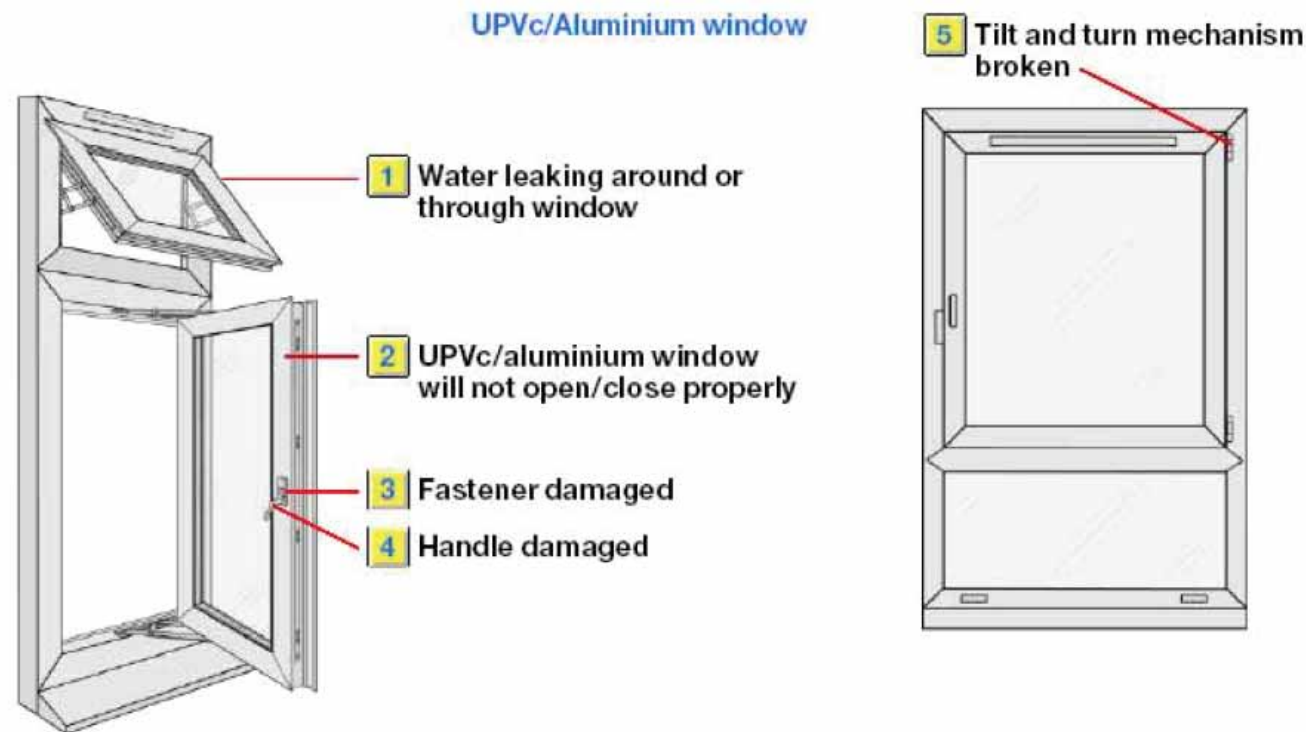 UPVc/Aluminium window
1 Water leaking around or
through window
2 UPVc/aluminium window
will not open/close properly
3 Fastener damaged
4 Handle damaged
5 Tilt and turn mechanism
broken